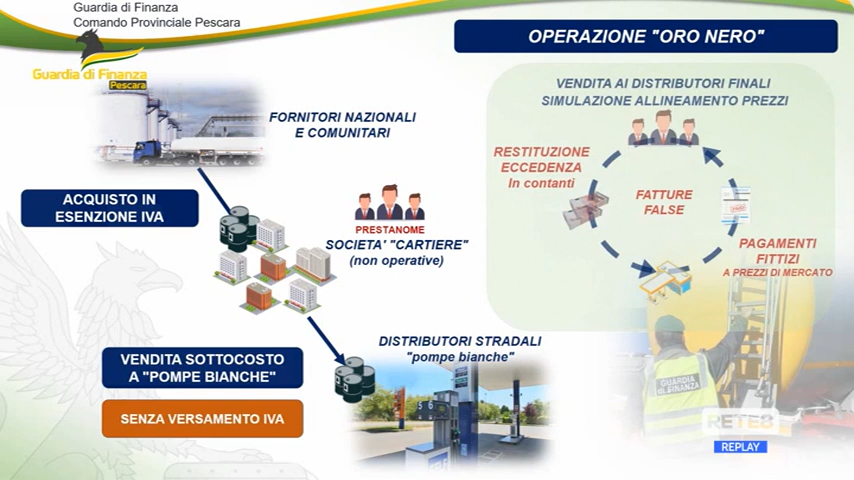 Guardia di Finanza
Comando Provinciale Pescara
Guardia di Finanza
Pescara
OPERAZIONE "ORO NERO"
FORNITORI NAZIONALI
E COMUNITARI
ACQUISTO IN
ESENZIONE IVA
PRESTANOME
SOCIETA' "CARTIERE"
(non operative)
DISTRIBUTORI STRADALI
"pompe bianche"
VENDITA SOTTOCOSTO
A "POMPE BIANCHE"
SENZA VERSAMENTO IVA
5 6
VENDITA AI DISTRIBUTORI FINALI
SIMULAZIONE ALLINEAMENTO PREZZI
RESTITUZIONE
ECCEDENZA
In contanti
FATTURE
FALSE
PAGAMENTI
FITTIZI
A PREZZI DI MERCATO
GUARDIA
DI FINANZA
RETE8
REPLAY